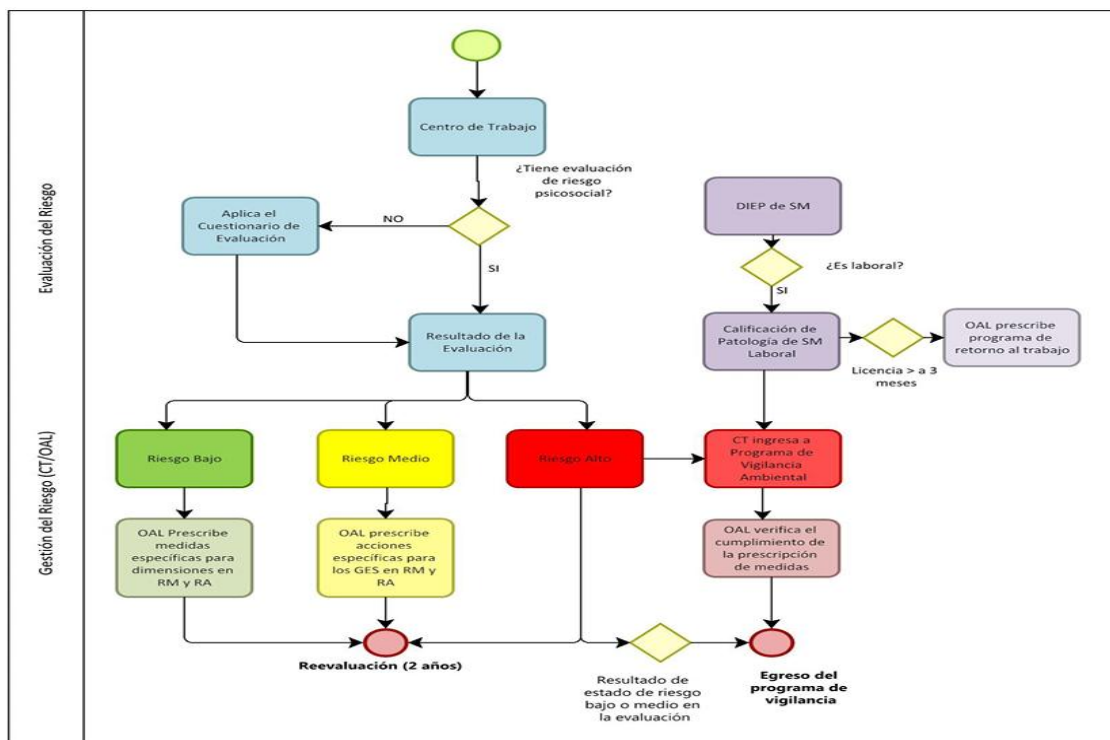 Evaluación del Riesgo
Centro de Trabajo
¿Tiene evaluación
de riesgo
psicosocial?
Aplica el
Cuestionario de
Evaluación
NO
SI
DIEP de SM
¿Es laboral?
SI
Resultado de la
Evaluación
Calificación de
Patología de SM
Laboral
Licencia > a 3
meses
OAL prescribe
programa de
retorno al trabajo
Gestión del Riesgo (CT/OAL)
Riesgo Bajo
Riesgo Medio
Riesgo Alto
CT ingresa a
Programa de
Vigilancia
Ambiental
OAL Prescribe
medidas
específicas para
dimensiones en
RM y RA
OAL prescribe
acciones
específicas para
los GES en RM y
RA
OAL verifica el
cumplimiento de
la prescripción
de medidas
Reevaluación (2 años)
Resultado de
estado de riesgo
bajo o medio en
la evaluación
Egreso del
programa de
vigilancia